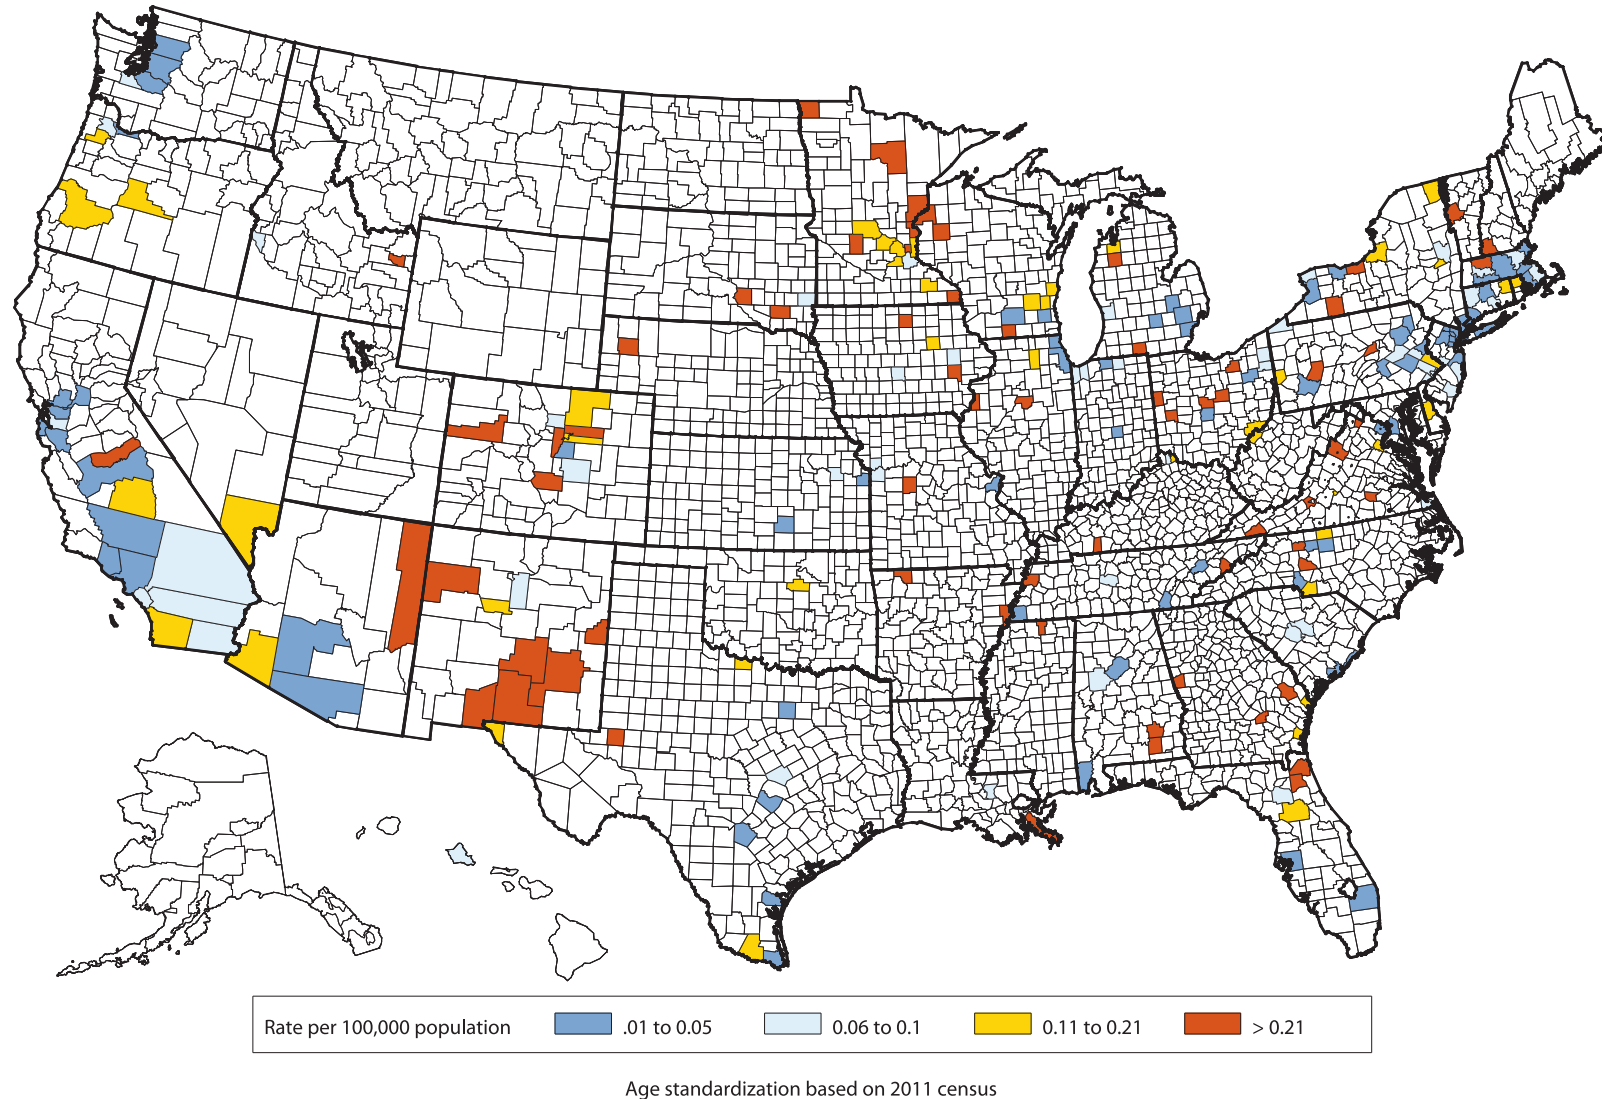 Rate per 100,000 population .01 to 0.05 0.06 to 0.1 0.11 to 0.21 > 0.21
Age standardization based on 2011 census